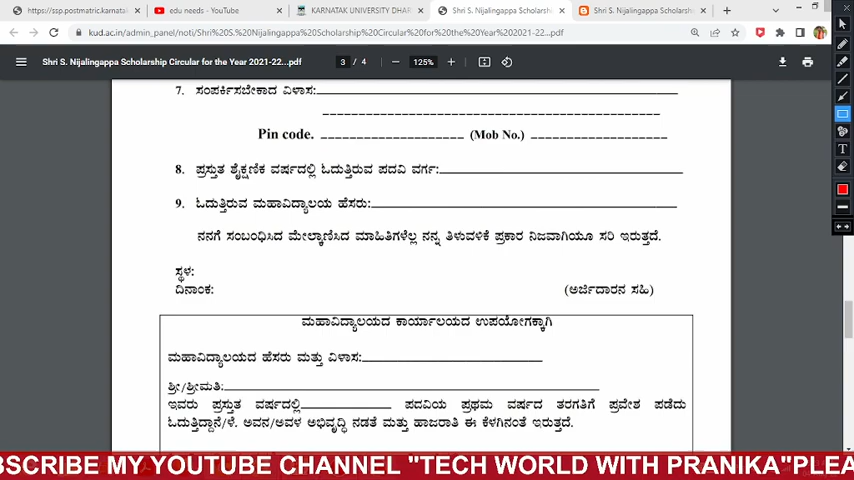 https://ssp.postmatric.karnatak
edu needs - YouTube
KARNATAK UNIVERSITY DHAR
Shri S. Nijalingappa Scholarship
Shri S. Nijalingappa Scholarship
kud.ac.in/admin_panel/noti/Shri%20S.%20Nijalingappa%20Scholarship%20Circular%20for%20the%20Year%202021-22...pdf
Shri S. Nijalingappa Scholarship Circular for the Year 2021-22...pdf
3 / 4
125%
7. ಸಂಪರ್ಕಿಸಬೇಕಾದ ವಿಳಾಸ:
Pin code. (Mob No.)
8. ಪ್ರಸ್ತುತ ಶೈಕ್ಷಣಿಕ ವರ್ಷದಲ್ಲಿ ಓದುತ್ತಿರುವ ಪದವಿ ವರ್ಗ:
9. ಓದುತ್ತಿರುವ ಮಹಾವಿದ್ಯಾಲಯ ಹೆಸರು:
ನನಗೆ ಸಂಬಂಧಿಸಿದ ಮೇಲ್ಕಾಣಿಸಿದ ಮಾಹಿತಿಗಳೆಲ್ಲ ನನ್ನ ತಿಳುವಳಿಕೆ ಪ್ರಕಾರ ನಿಜವಾಗಿಯೂ ಸರಿ ಇರುತ್ತದೆ.
ಸ್ಥಳ:
ದಿನಾಂಕ: (ಅರ್ಜಿದಾರನ ಸಹಿ)
ಮಹಾವಿದ್ಯಾಲಯದ ಕಾರ್ಯಾಲಯದ ಉಪಯೋಗಕ್ಕಾಗಿ
ಮಹಾವಿದ್ಯಾಲಯದ ಹೆಸರು ಮತ್ತು ವಿಳಾಸ:
ಶ್ರೀ/ಶ್ರೀಮತಿ:
ಇವರು ಪ್ರಸ್ತುತ ವರ್ಷದಲ್ಲಿ ಪದವಿಯ ಪ್ರಥಮ ವರ್ಷದ ತರಗತಿಗೆ ಪ್ರವೇಶ ಪಡೆದು
ಓದುತ್ತಿದ್ದಾನೆ/ಳೆ. ಅವನ/ಅವಳ ಅಭಿವೃದ್ಧಿ ನಡತೆ ಮತ್ತು ಹಾಜರಾತಿ ಈ ಕೆಳಗಿನಂತೆ ಇರುತ್ತದೆ.
BSCRIBE MY YOUTUBE CHANNEL "TECH WORLD WITH PRANIKA"PLEA